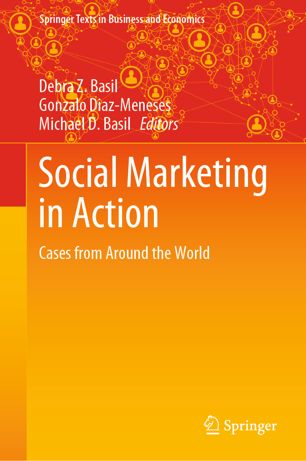 Springer Texts in Business and Economics
Debra Z. Basil
Gonzalo Diaz-Meneses
Michael D. Basil Editors
Social Marketing
in Action
Cases from Around the World
Springer